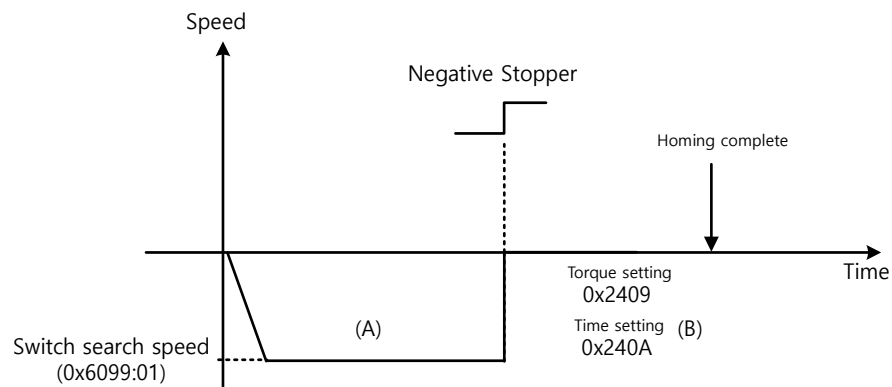 Speed
Negative Stopper
Homing complete
Time
Torque setting
0x2409
(A)
Time setting
(B)
0x240A
Switch search speed
(0x6099:01)